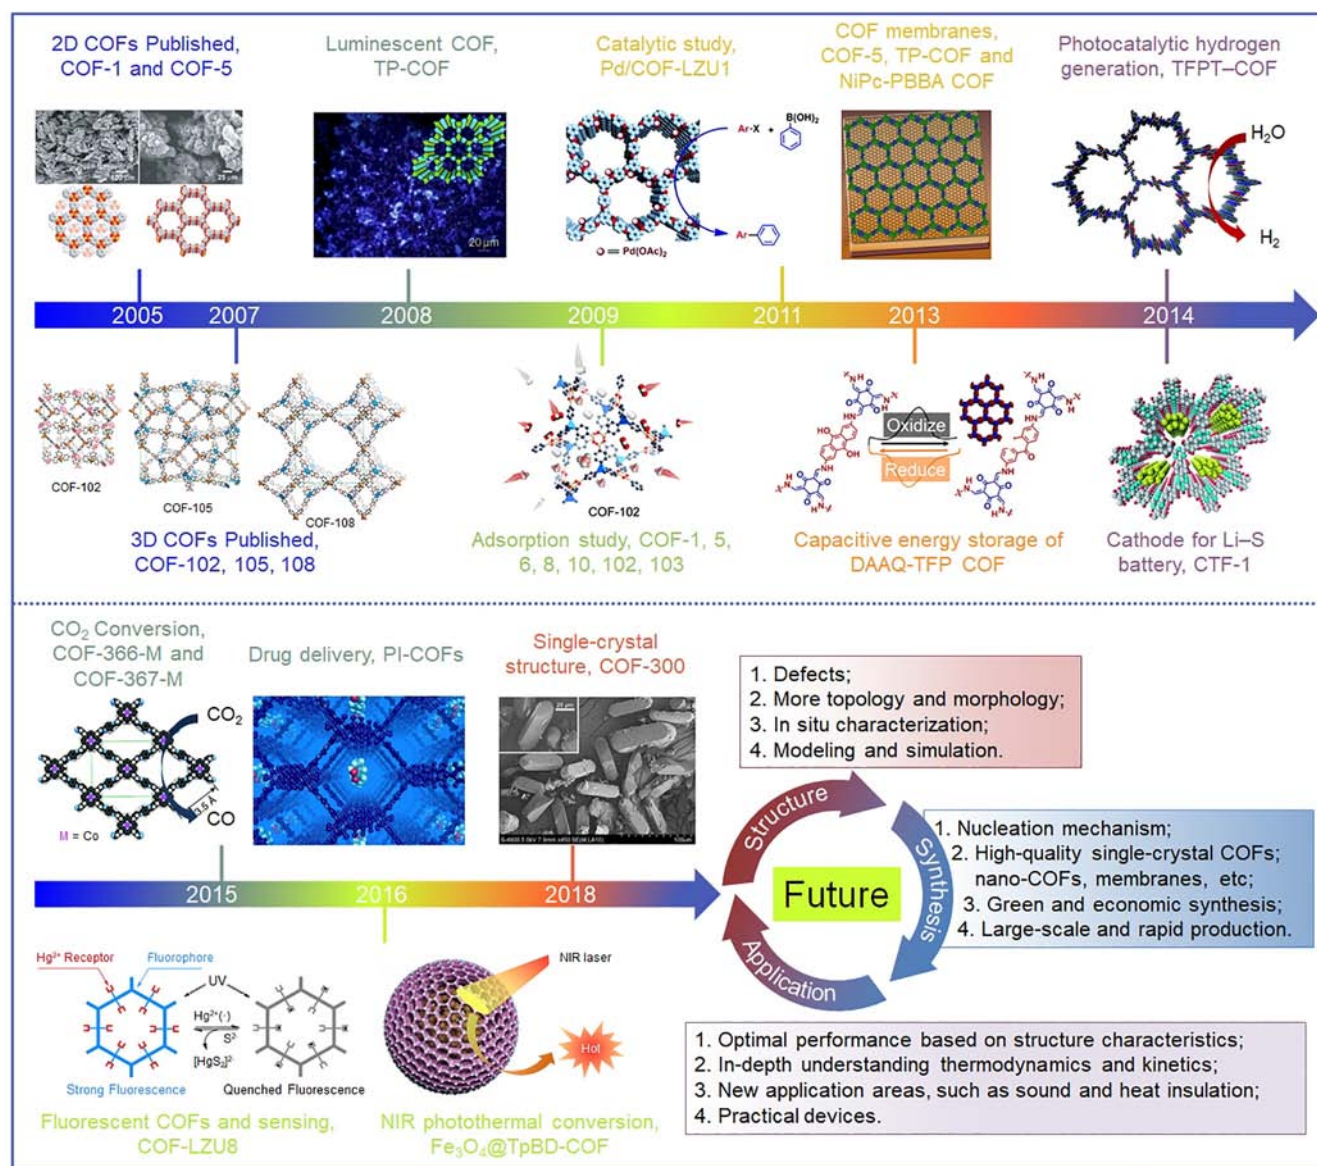 2D COFs Published,
COF-1 and COF-5
Luminescent COF,
TP-COF
Catalytic study,
Pd/COF-LZU1
COF membranes,
COF-5, TP-COF and
NiPc-PBBA COF
Photocatalytic hydrogen
generation, TFPT–COF
20 µm
Ar-X +
B(OH)₂
Ar
= Pd(OAc)₂
H₂O
H₂
2005
2007
2008
2009
2011
2013
2014
COF-102
COF-105
COF-108
COF-102
Oxidize
Reduce
3D COFs Published,
COF-102, 105, 108
Adsorption study, COF-1, 5,
6, 8, 10, 102, 103
Capacitive energy storage of
DAAQ-TFP COF
Cathode for Li–S
battery, CTF-1
CO₂ Conversion,
COF-366-M and
COF-367-M
Drug delivery, PI-COFs
Single-crystal
structure, COF-300
CO₂
CO
M = Co
2015
2016
2018
Hg²⁺ Receptor
Fluorophore
UV
Hg²⁺(·)
S²⁻
[HgS₂]²⁻
Strong Fluorescence
Quenched Fluorescence
NIR laser
Hot
Fluorescent COFs and sensing,
COF-LZU8
NIR photothermal conversion,
Fe₃O₄@TpBD-COF
1. Defects;
2. More topology and morphology;
3. In situ characterization;
4. Modeling and simulation.
Structure
Synthesis
Application
Future
1. Nucleation mechanism;
2. High-quality single-crystal COFs;
nano-COFs, membranes, etc;
3. Green and economic synthesis;
4. Large-scale and rapid production.
1. Optimal performance based on structure characteristics;
2. In-depth understanding thermodynamics and kinetics;
3. New application areas, such as sound and heat insulation;
4. Practical devices.